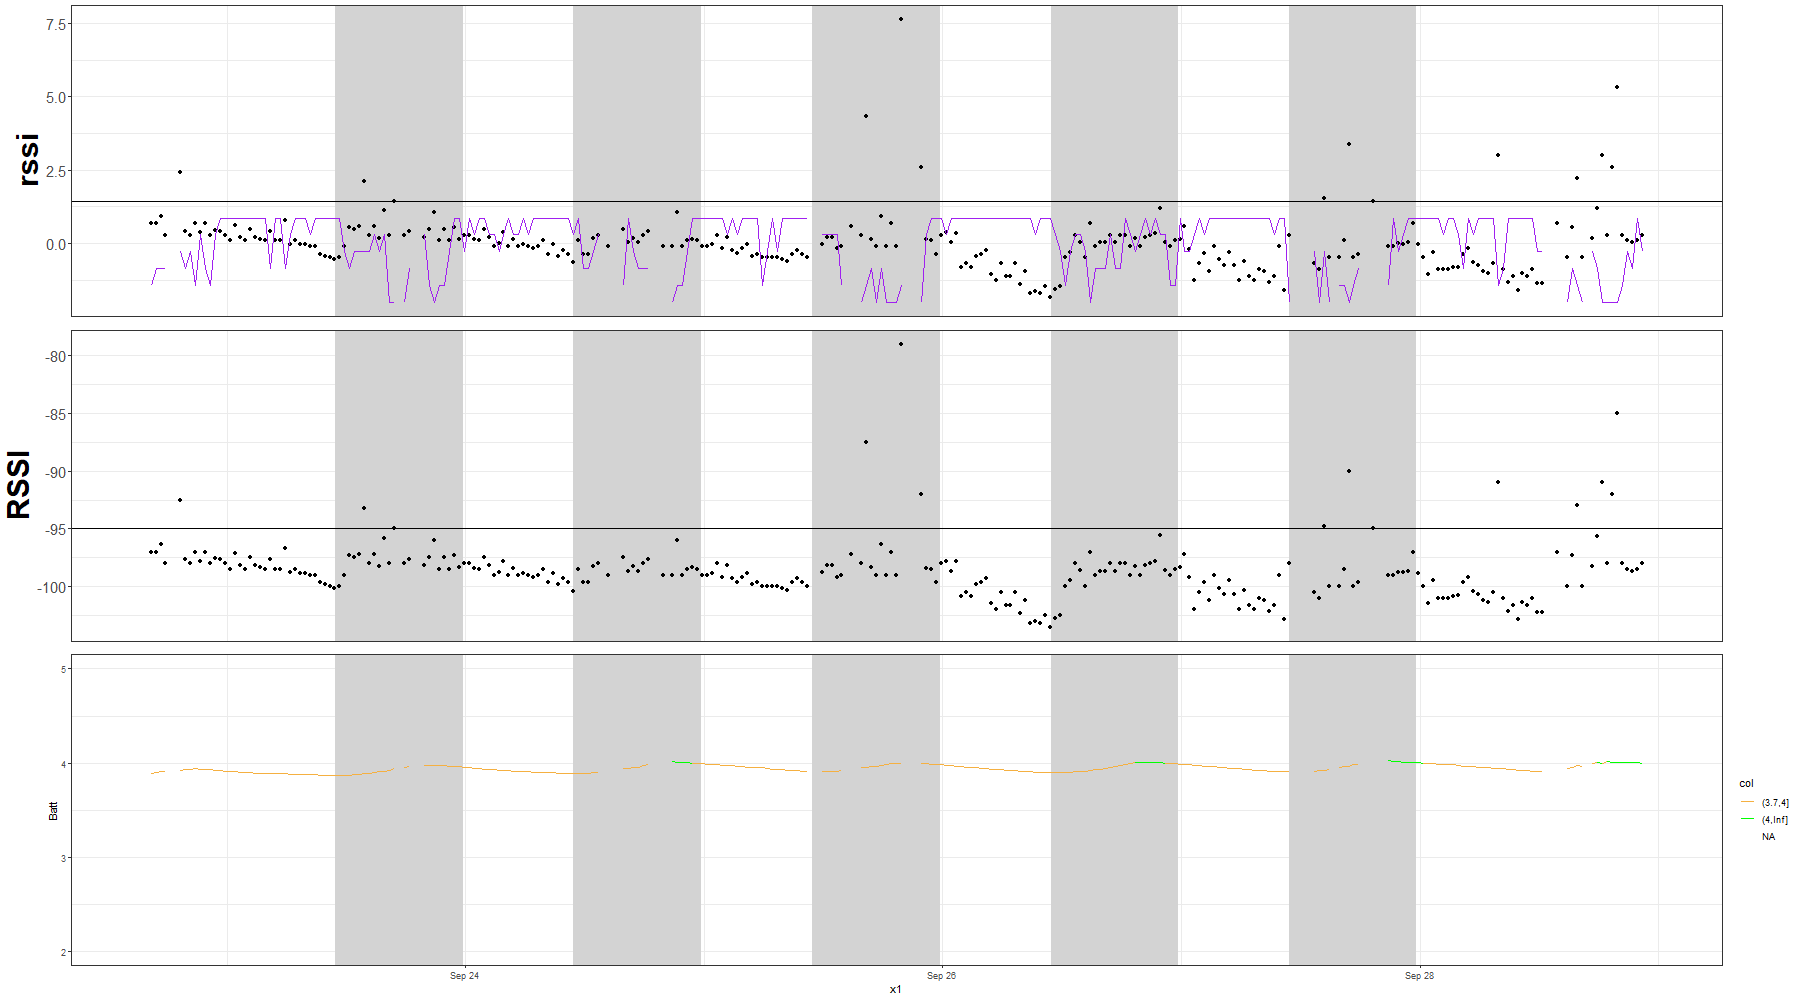 rssi
7.5
5.0
2.5
0.0
RSSI
-80
-85
-90
-95
-100
Batt
5
4
3
2
Sep 24
Sep 26
Sep 28
x1
col
(3.7,4]
(4,Inf]
NA